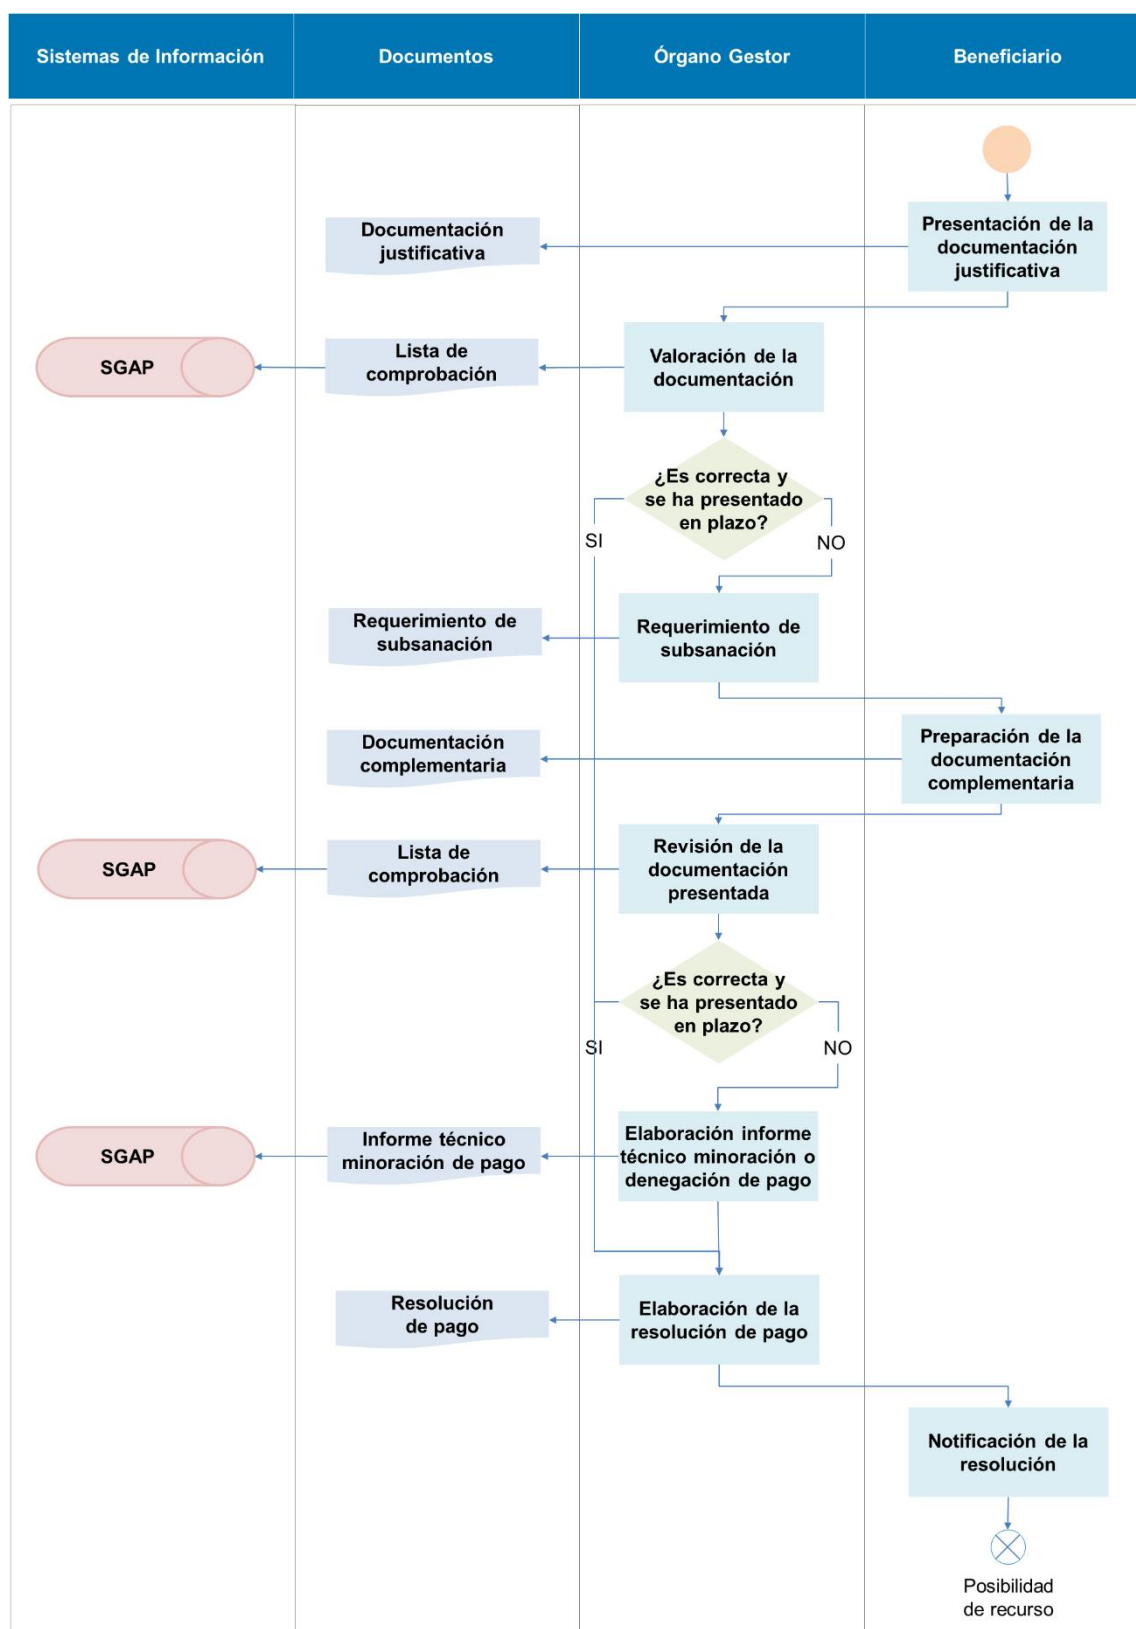 Sistemas de Información
Documentos
Órgano Gestor
Beneficiario
Presentación de la
documentación
justificativa
Documentación
justificativa
Valoración de la
documentación
Lista de
comprobación
SGAP
¿Es correcta y
se ha presentado
en plazo?
SI
NO
Requerimiento de
subsanación
Requerimiento de
subsanación
Preparación de la
documentación
complementaria
Documentación
complementaria
Revisión de la
documentación
presentada
Lista de
comprobación
SGAP
¿Es correcta y
se ha presentado
en plazo?
SI
NO
Elaboración informe
técnico minoración o
denegación de pago
Informe técnico
minoración de pago
SGAP
Elaboración de la
resolución de pago
Resolución
de pago
Notificación de la
resolución
Posibilidad
de recurso